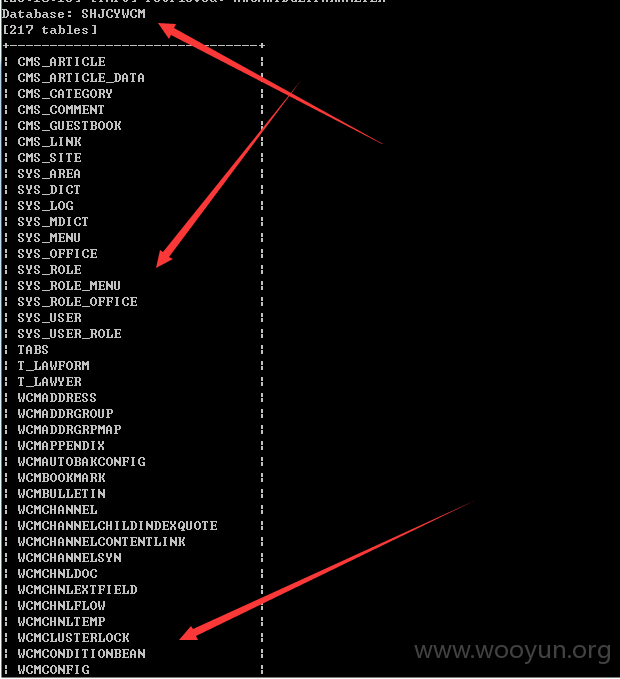 Database: SHJCYWCM
[217 tables]
+---------------------------------+
| CMS_ARTICLE |
| CMS_ARTICLE_DATA |
| CMS_CATEGORY |
| CMS_COMMENT |
| CMS_GUESTBOOK |
| CMS_LINK |
| CMS_SITE |
| SYS_AREA |
| SYS_DICT |
| SYS_LOG |
| SYS_MDICT |
| SYS_MENU |
| SYS_OFFICE |
| SYS_ROLE |
| SYS_ROLE_MENU |
| SYS_ROLE_OFFICE |
| SYS_USER |
| SYS_USER_ROLE |
| TABS |
| T_LAWFORM |
| T_LAWYER |
| WCMADDRESS |
| WCMADDRGROUP |
| WCMADDRGRPMAP |
| WCMAPPENDIX |
| WCMAUTOBAKCONFIG |
| WCMBOOKMARK |
| WCMBULLETIN |
| WCMCHANNEL |
| WCMCHANNELCHILDINDEXQUOTE |
| WCMCHANNELCONTENTLINK |
| WCMCHANNELSYN |
| WCMCHNLDOC |
| WCMCHNLEXTFIELD |
| WCMCHNLFLOW |
| WCMCHNLTEMP |
| WCMCLUSTERLOCK |
| WCMCONDITIONBEAN |
| WCMCONFIG |
www.wooyun.org